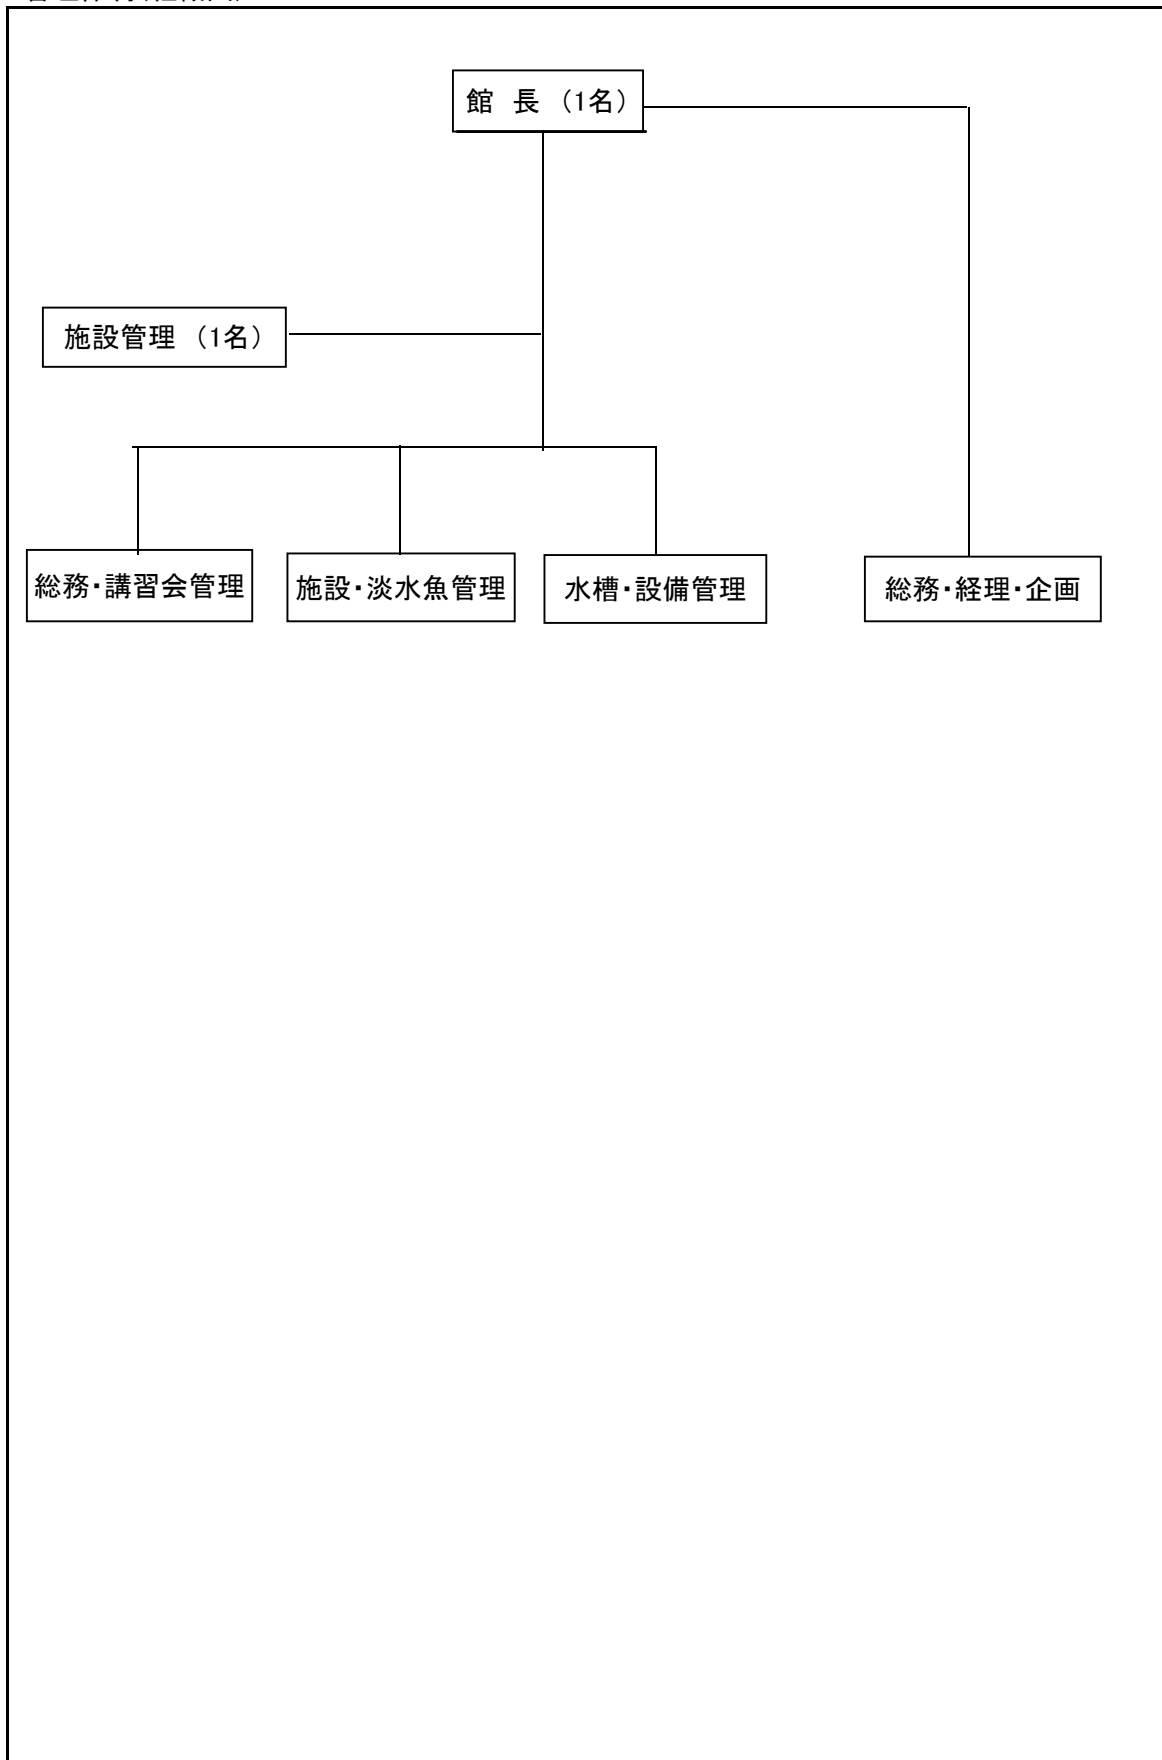 館 長 （1名）
施設管理 （1名）
総務・講習会管理
施設・淡水魚管理
水槽・設備管理
総務・経理・企画